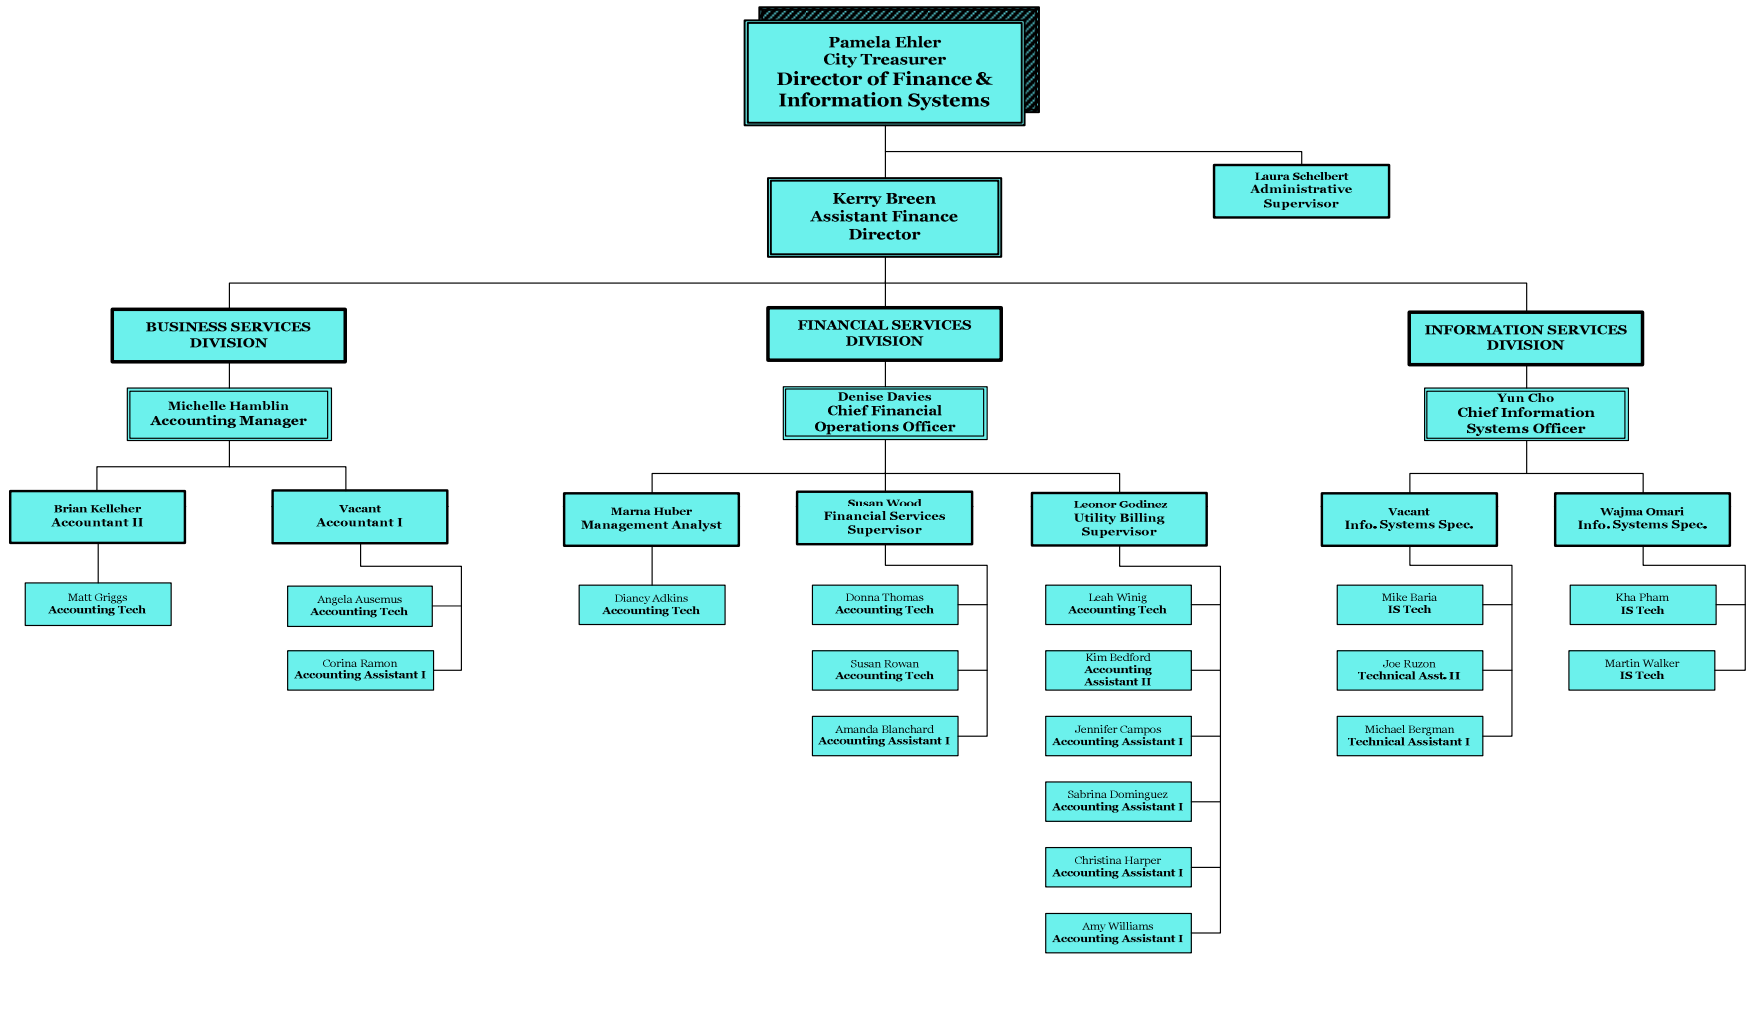 Pamela Ehler
City Treasurer
Director of Finance &
Information Systems
Laura Schelbert
Administrative
Supervisor
Kerry Breen
Assistant Finance
Director
BUSINESS SERVICES
DIVISION
FINANCIAL SERVICES
DIVISION
INFORMATION SERVICES
DIVISION
Michelle Hamblin
Accounting Manager
Denise Davies
Chief Financial
Operations Officer
Yun Cho
Chief Information
Systems Officer
Brian Kelleher
Accountant II
Vacant
Accountant I
Marna Huber
Management Analyst
Susan Wood
Financial Services
Supervisor
Leonor Godinez
Utility Billing
Supervisor
Vacant
Info. Systems Spec.
Wajma Omari
Info. Systems Spec.
Matt Griggs
Accounting Tech
Angela Ausemus
Accounting Tech
Corina Ramon
Accounting Assistant I
Diancy Adkins
Accounting Tech
Donna Thomas
Accounting Tech
Susan Rowan
Accounting Tech
Amanda Blanchard
Accounting Assistant I
Leah Winig
Accounting Tech
Kim Bedford
Accounting
Assistant II
Jennifer Campos
Accounting Assistant I
Sabrina Dominguez
Accounting Assistant I
Christina Harper
Accounting Assistant I
Amy Williams
Accounting Assistant I
Mike Baria
IS Tech
Joe Ruzon
Technical Asst. II
Michael Bergman
Technical Assistant I
Kha Pham
IS Tech
Martin Walker
IS Tech